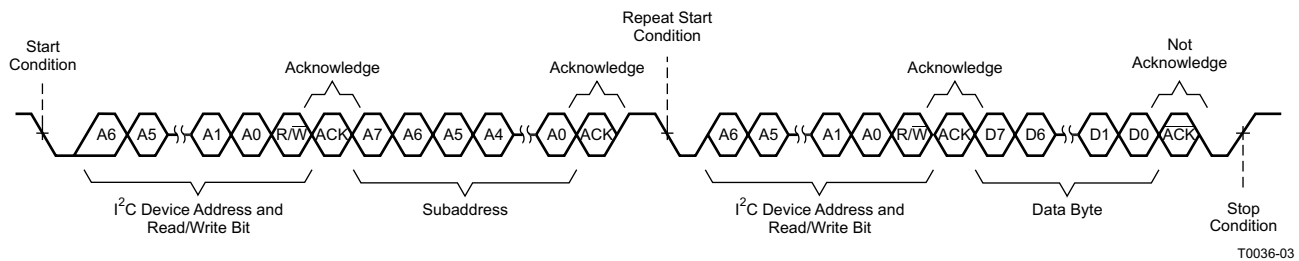 Repeat Start
Condition
Start
Condition
Not
Acknowledge
Acknowledge
Acknowledge
Acknowledge
A6 A5 A1 A0 R/W̅ ACK A7 A6 A5 A4 A0 ACK A6 A5 A1 A0 R/W̅ ACK D7 D6 D1 D0 A̅C̅K̅
I²C Device Address and
Read/Write Bit
Subaddress
I²C Device Address and
Read/Write Bit
Data Byte
Stop
Condition
T0036-03